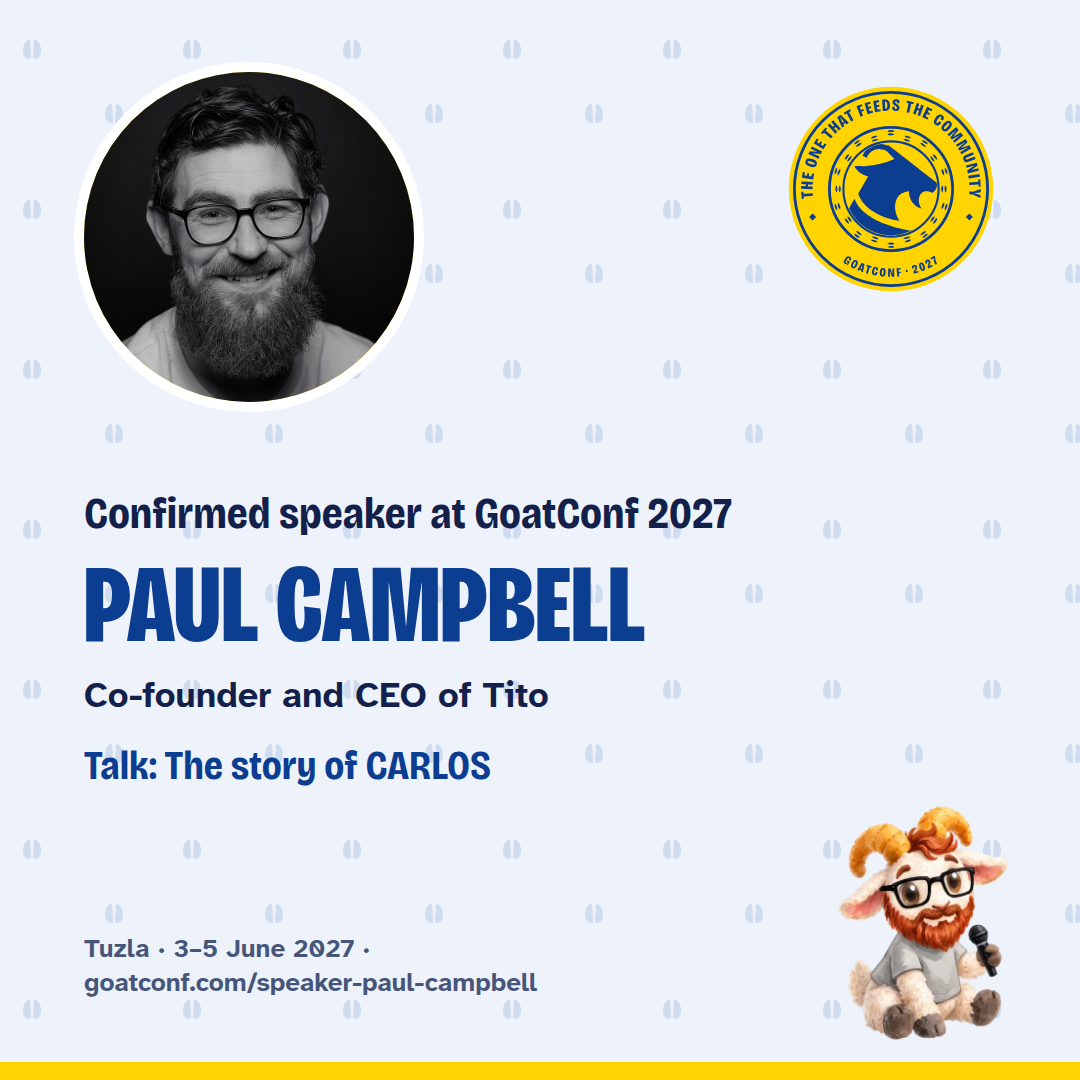 THE ONE THAT FEEDS THE COMMUNITY
GOATCONF · 2027
Confirmed speaker at GoatConf 2027
PAUL CAMPBELL
Co-founder and CEO of Tito
Talk: The story of CARLOS
Tuzla · 3–5 June 2027 ·
goatconf.com/speaker-paul-campbell